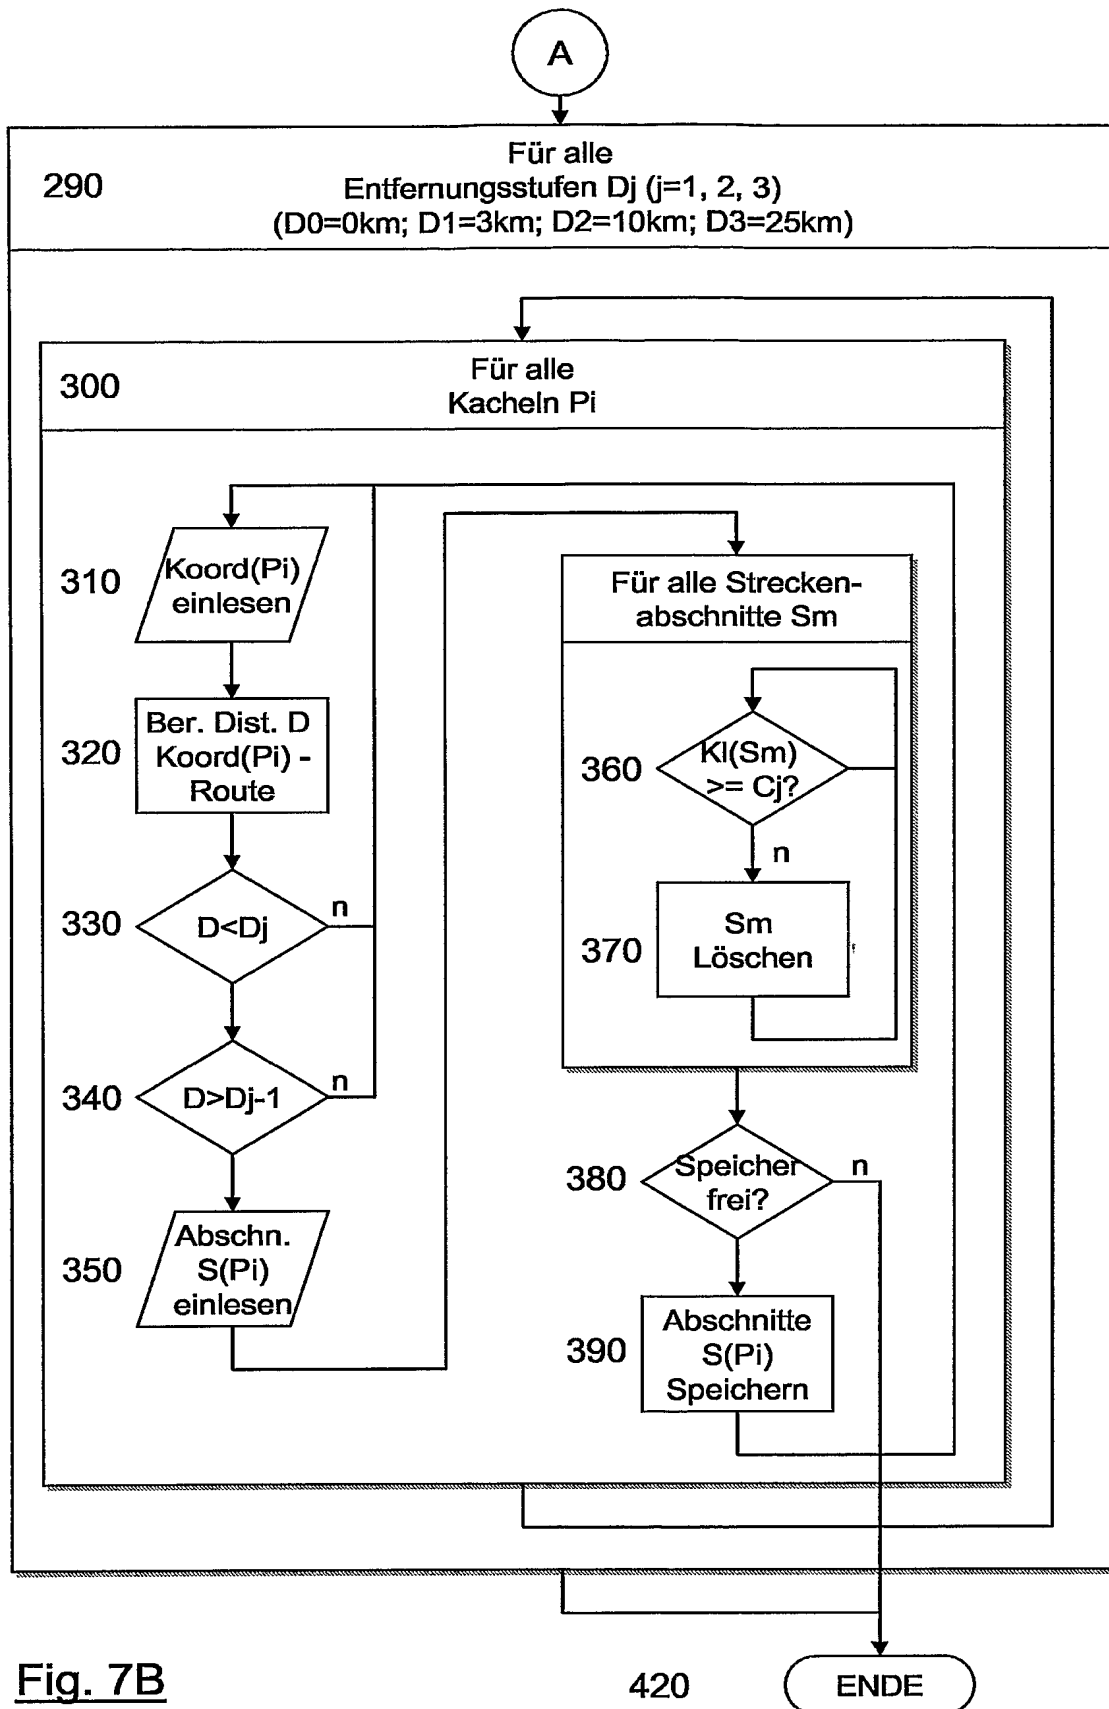 A
Für alle
290
Entfernungsstufen Dj (j=1, 2, 3)
(D0=0km; D1=3km; D2=10km; D3=25km)
300
Für alle
Kacheln Pi
310
Koord(Pi)
einlesen
320
Ber. Dist. D
Koord(Pi) -
Route
330
D<Dj
n
340
D>Dj-1
n
350
Abschn.
S(Pi)
einlesen
Für alle Strecken-
abschnitte Sm
360
Kl(Sm)
>= Cj?
n
370
Sm
Löschen
380
Speicher
frei?
n
390
Abschnitte
S(Pi)
Speichern
Fig. 7B
420
ENDE